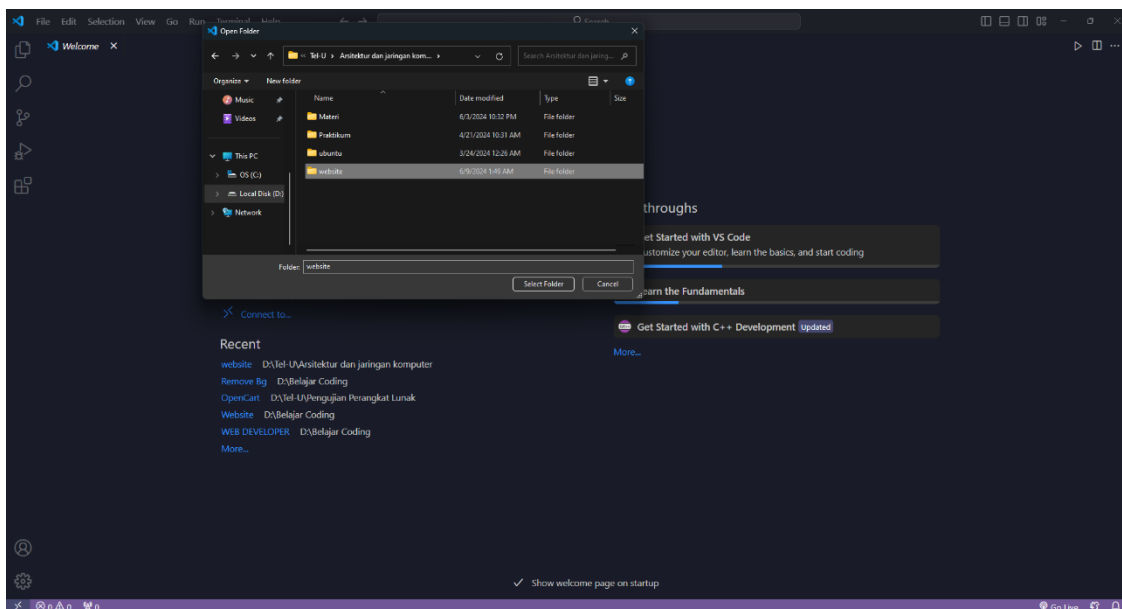 File Edit Selection View Go Run Terminal Help
Search
Open Folder
Welcome
« Tel-U › Arsitektur dan jaringan kom... ›
Search Arsitektur dan jaring...
Organize
New folder
Music
Videos
This PC
OS (C:)
Local Disk (D:)
Network
Name Date modified Type Size
Materi 6/3/2024 10:32 PM File folder
Praktikum 4/21/2024 10:31 AM File folder
ubuntu 3/24/2024 12:26 AM File folder
website 6/9/2024 1:49 AM File folder
Folder: website
Select Folder
Cancel
throughs
et Started with VS Code
ustomize your editor, learn the basics, and start coding
earn the Fundamentals
Get Started with C++ Development Updated
More...
Connect to...
Recent
website D:\Tel-U\Arsitektur dan jaringan komputer
Remove Bg D:\Belajar Coding
OpenCart D:\Tel-U\Pengujian Perangkat Lunak
Website D:\Belajar Coding
WEB DEVELOPER D:\Belajar Coding
More...
Show welcome page on startup
0 0 0
Go Live